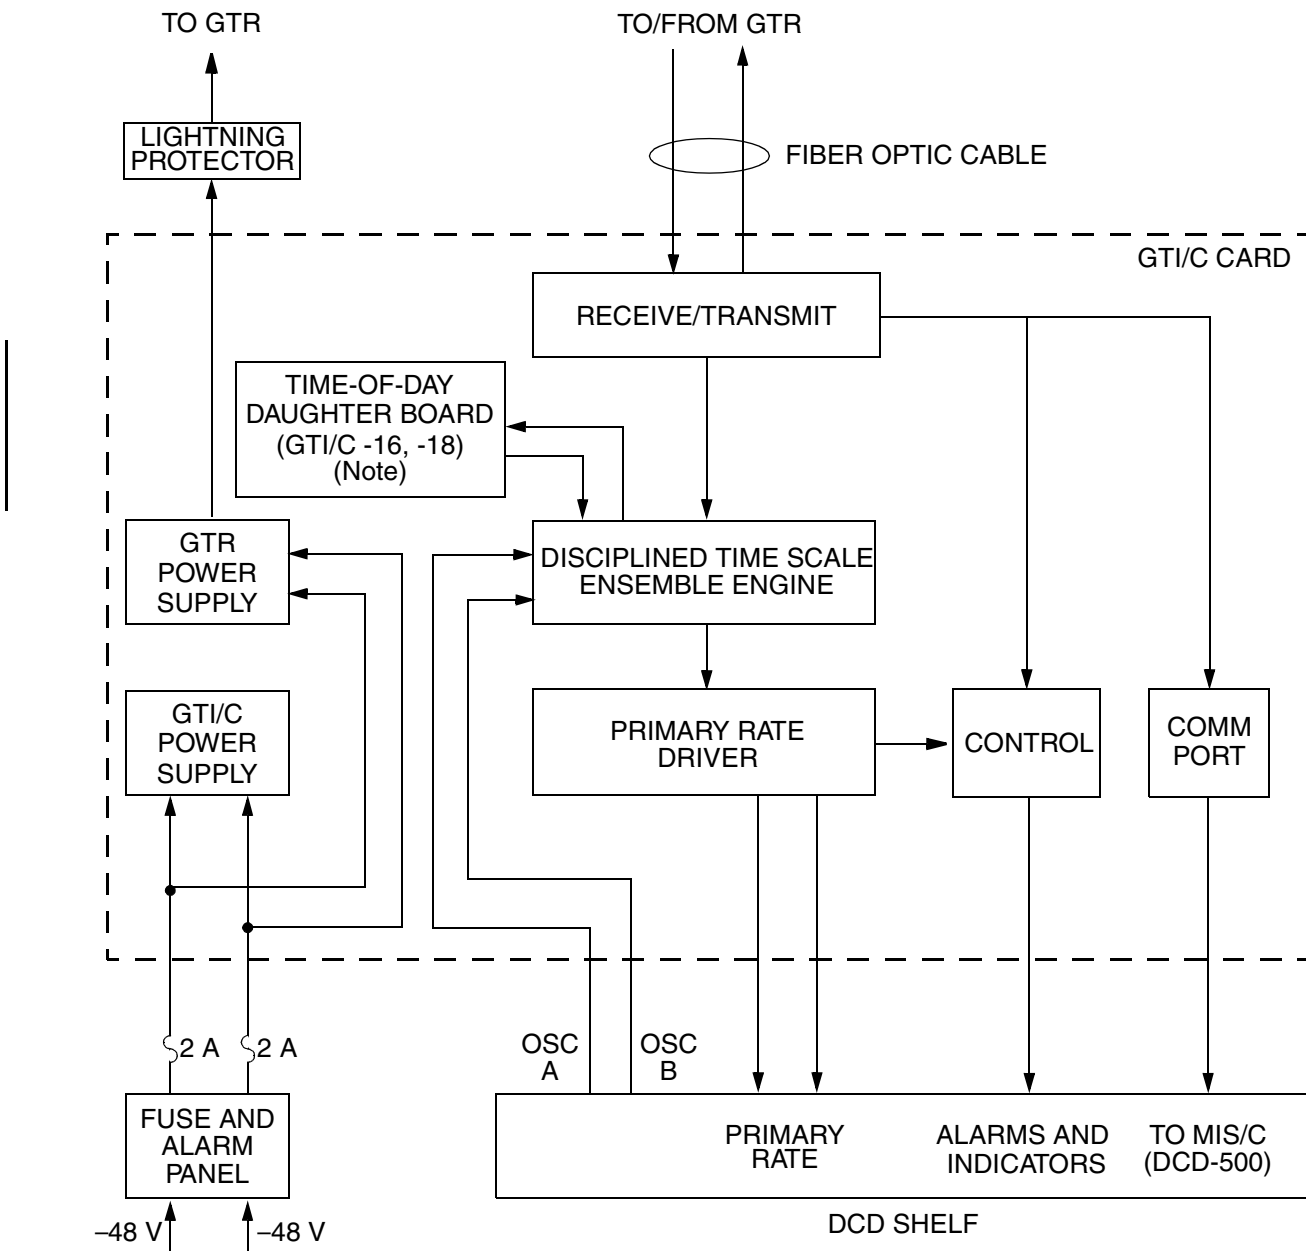 TO GTR
TO/FROM GTR
LIGHTNING
PROTECTOR
FIBER OPTIC CABLE
GTI/C CARD
RECEIVE/TRANSMIT
TIME-OF-DAY
DAUGHTER BOARD
(GTI/C -16, -18)
(Note)
GTR
POWER
SUPPLY
DISCIPLINED TIME SCALE
ENSEMBLE ENGINE
GTI/C
POWER
SUPPLY
PRIMARY RATE
DRIVER
CONTROL
COMM
PORT
2 A
2 A
OSC
A
OSC
B
FUSE AND
ALARM
PANEL
PRIMARY
RATE
ALARMS AND
INDICATORS
TO MIS/C
(DCD-500)
–48 V
–48 V
DCD SHELF